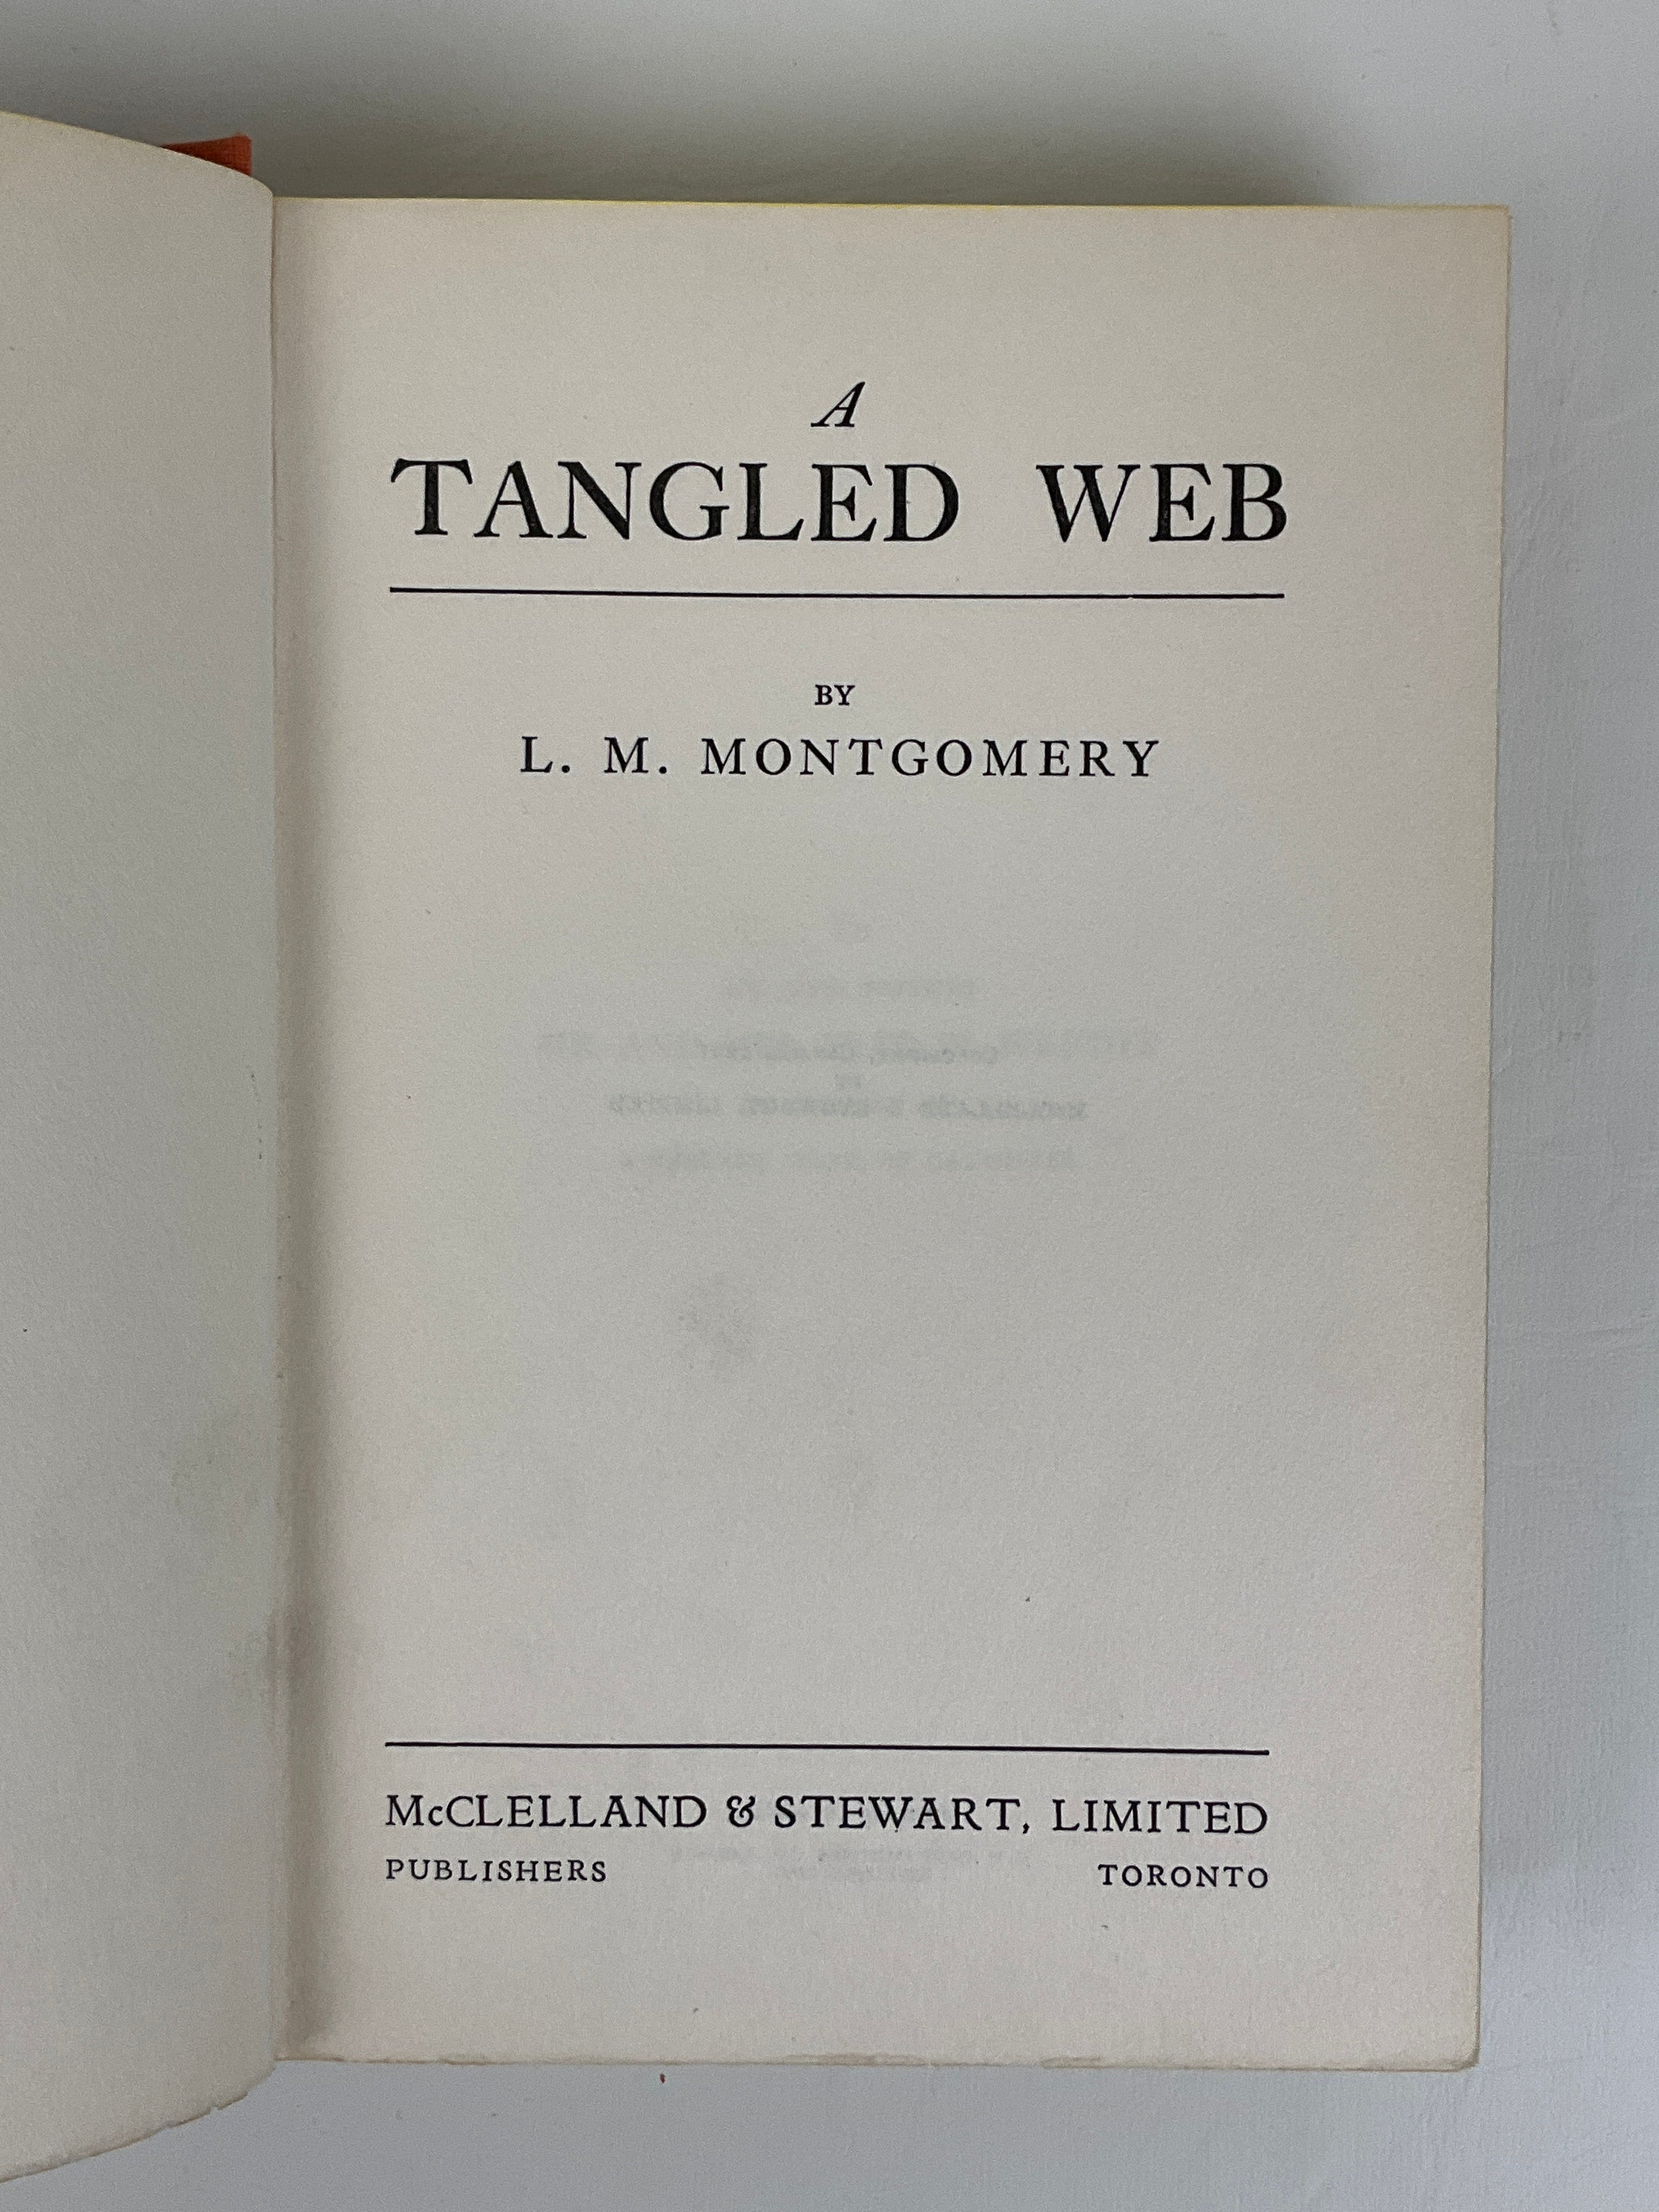 A
TANGLED WEB
BY
L. M. MONTGOMERY
McCLELLAND & STEWART, LIMITED
PUBLISHERS TORONTO